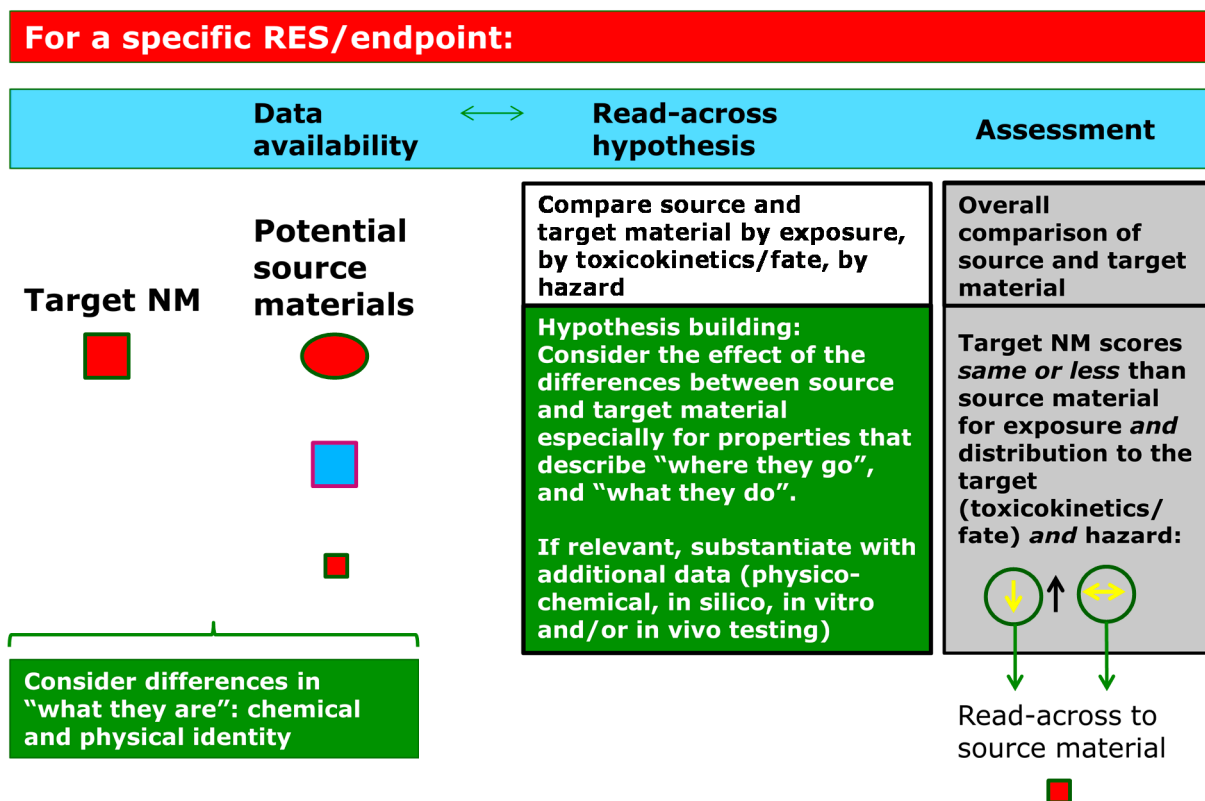 For a specific RES/endpoint:
Data
availability
Read-across
hypothesis
Assessment
Target NM
Potential
source
materials
Compare source and
target material by exposure,
by toxicokinetics/fate, by
hazard
Hypothesis building:
Consider the effect of the
differences between source
and target material
especially for properties that
describe “where they go”,
and “what they do”.
If relevant, substantiate with
additional data (physico-
chemical, in silico, in vitro
and/or in vivo testing)
Overall
comparison of
source and target
material
Target NM scores
same or less than
source material
for exposure and
distribution to the
target
(toxicokinetics/
fate) and hazard:
Consider differences in
“what they are”: chemical
and physical identity
Read-across to
source material